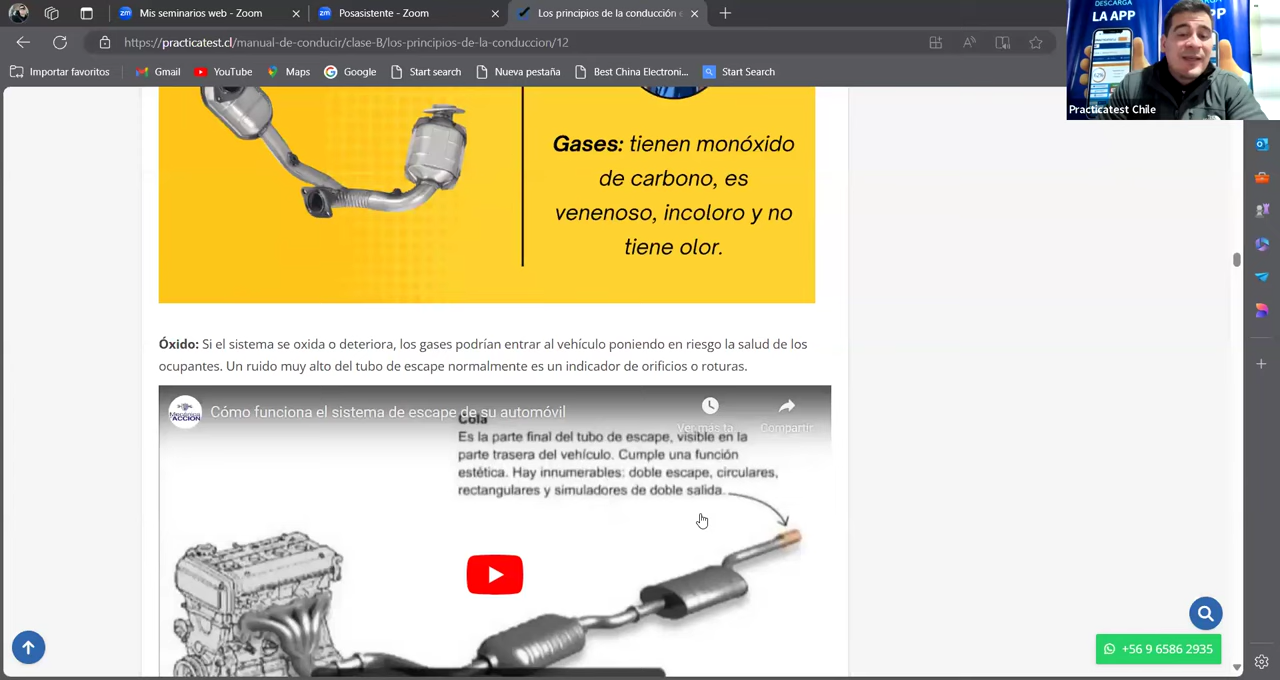 Mis seminarios web - Zoom
Posasistente - Zoom
Los principios de la conducción
https://practicatest.cl/manual-de-conducir/clase-B/los-principios-de-la-conduccion/12
Importar favoritos
Gmail
YouTube
Maps
Google
Start search
Nueva pestaña
Best China Electroni...
Start Search
DESCARGA
LA APP
Practicatest Chile
Gases: tienen monóxido
de carbono, es
venenoso, incoloro y no
tiene olor.
Óxido: Si el sistema se oxida o deteriora, los gases podrían entrar al vehículo poniendo en riesgo la salud de los
ocupantes. Un ruido muy alto del tubo de escape normalmente es un indicador de orificios o roturas.
Cómo funciona el sistema de escape de su automóvil
Ver más ta
Compartir
Cola
Es la parte final del tubo de escape, visible en la
parte trasera del vehículo. Cumple una función
estética. Hay innumerables: doble escape, circulares,
rectangulares y simuladores de doble salida.
+56 9 6586 2935